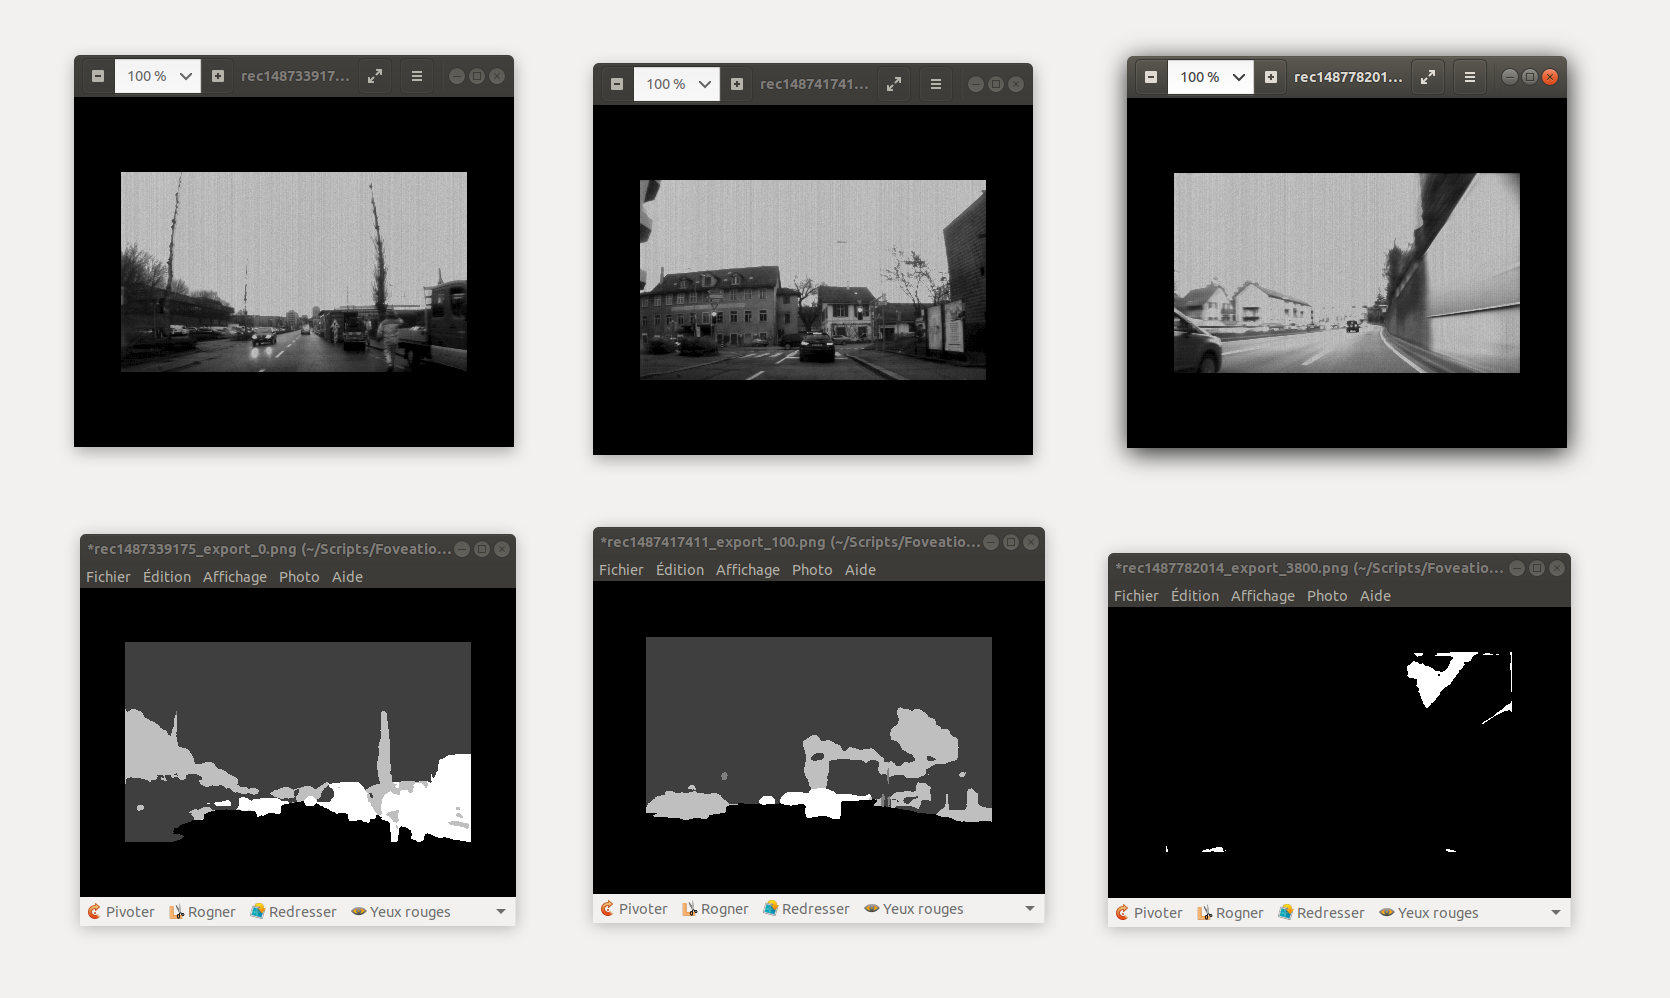 100 % rec148733917...
100 % rec148741741...
100 % rec148778201...
*rec1487339175_export_0.png (~/Scripts/Foveatio...
Fichier Édition Affichage Photo Aide
Pivoter Rogner Redresser Yeux rouges
*rec1487417411_export_100.png (~/Scripts/Foveatio...
Fichier Édition Affichage Photo Aide
Pivoter Rogner Redresser Yeux rouges
*rec1487782014_export_3800.png (~/Scripts/Foveatio...
Fichier Édition Affichage Photo Aide
Pivoter Rogner Redresser Yeux rouges